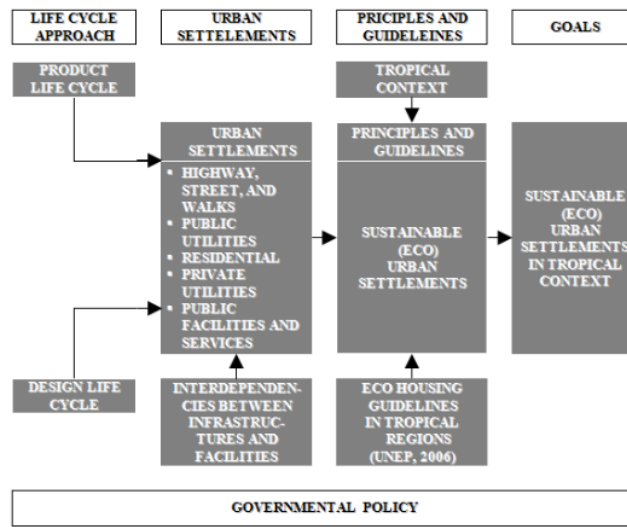 LIFE CYCLE
APPROACH
URBAN
SETTELEMENTS
PRICIPLES AND
GUIDELEINES
GOALS
PRODUCT
LIFE CYCLE
TROPICAL
CONTEXT
URBAN
SETTLEMENTS
▪ HIGHWAY,
STREET, AND
WALKS
▪ PUBLIC
UTILITIES
▪ RESIDENTIAL
▪ PRIVATE
UTILITIES
▪ PUBLIC
FACILITIES AND
SERVICES
PRINCIPLES AND
GUIDELINES
SUSTAINABLE
(ECO)
URBAN
SETTLEMENTS
SUSTAINABLE
(ECO)
URBAN
SETTLEMENTS
IN TROPICAL
CONTEXT
DESIGN LIFE
CYCLE
INTERDEPENDEN-
CIES BETWEEN
INFRASTRUC-
TURES AND
FACILITIES
ECO HOUSING
GUIDELINES
IN TROPICAL
REGIONS
(UNEP, 2006)
GOVERNMENTAL POLICY